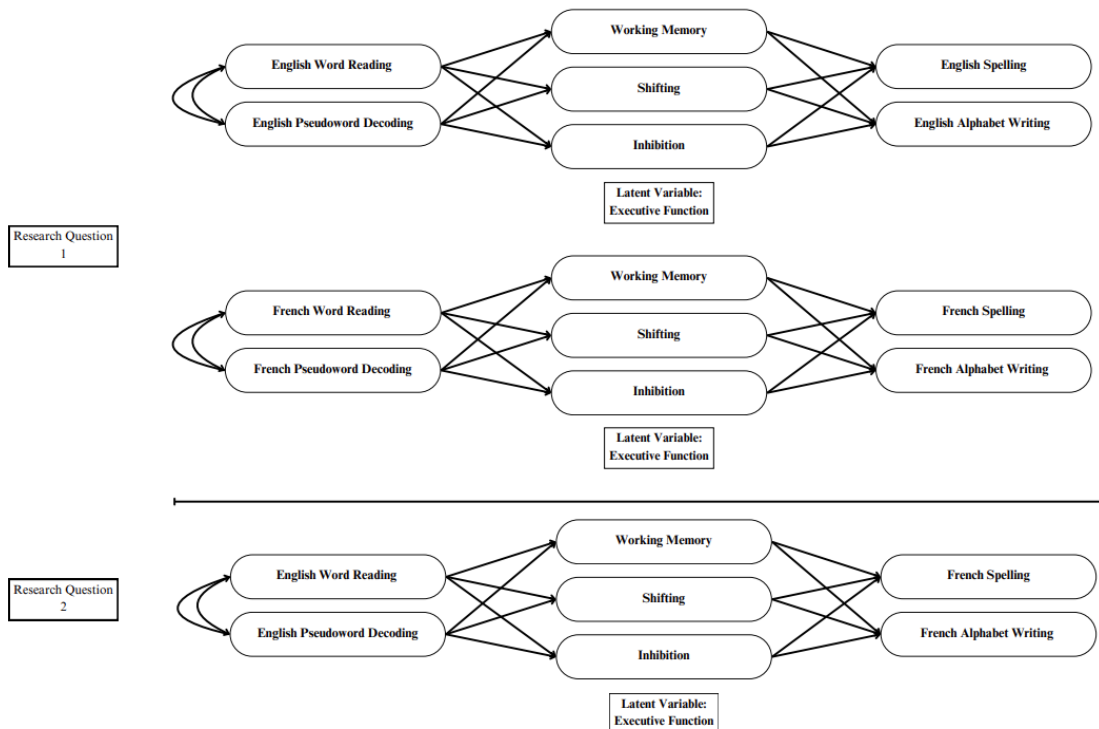 Working Memory
English Word Reading
English Spelling
Shifting
English Pseudoword Decoding
English Alphabet Writing
Inhibition
Latent Variable:
Executive Function
Research Question
1
Working Memory
French Word Reading
French Spelling
Shifting
French Pseudoword Decoding
French Alphabet Writing
Inhibition
Latent Variable:
Executive Function
Working Memory
English Word Reading
French Spelling
Research Question
2
Shifting
English Pseudoword Decoding
French Alphabet Writing
Inhibition
Latent Variable:
Executive Function